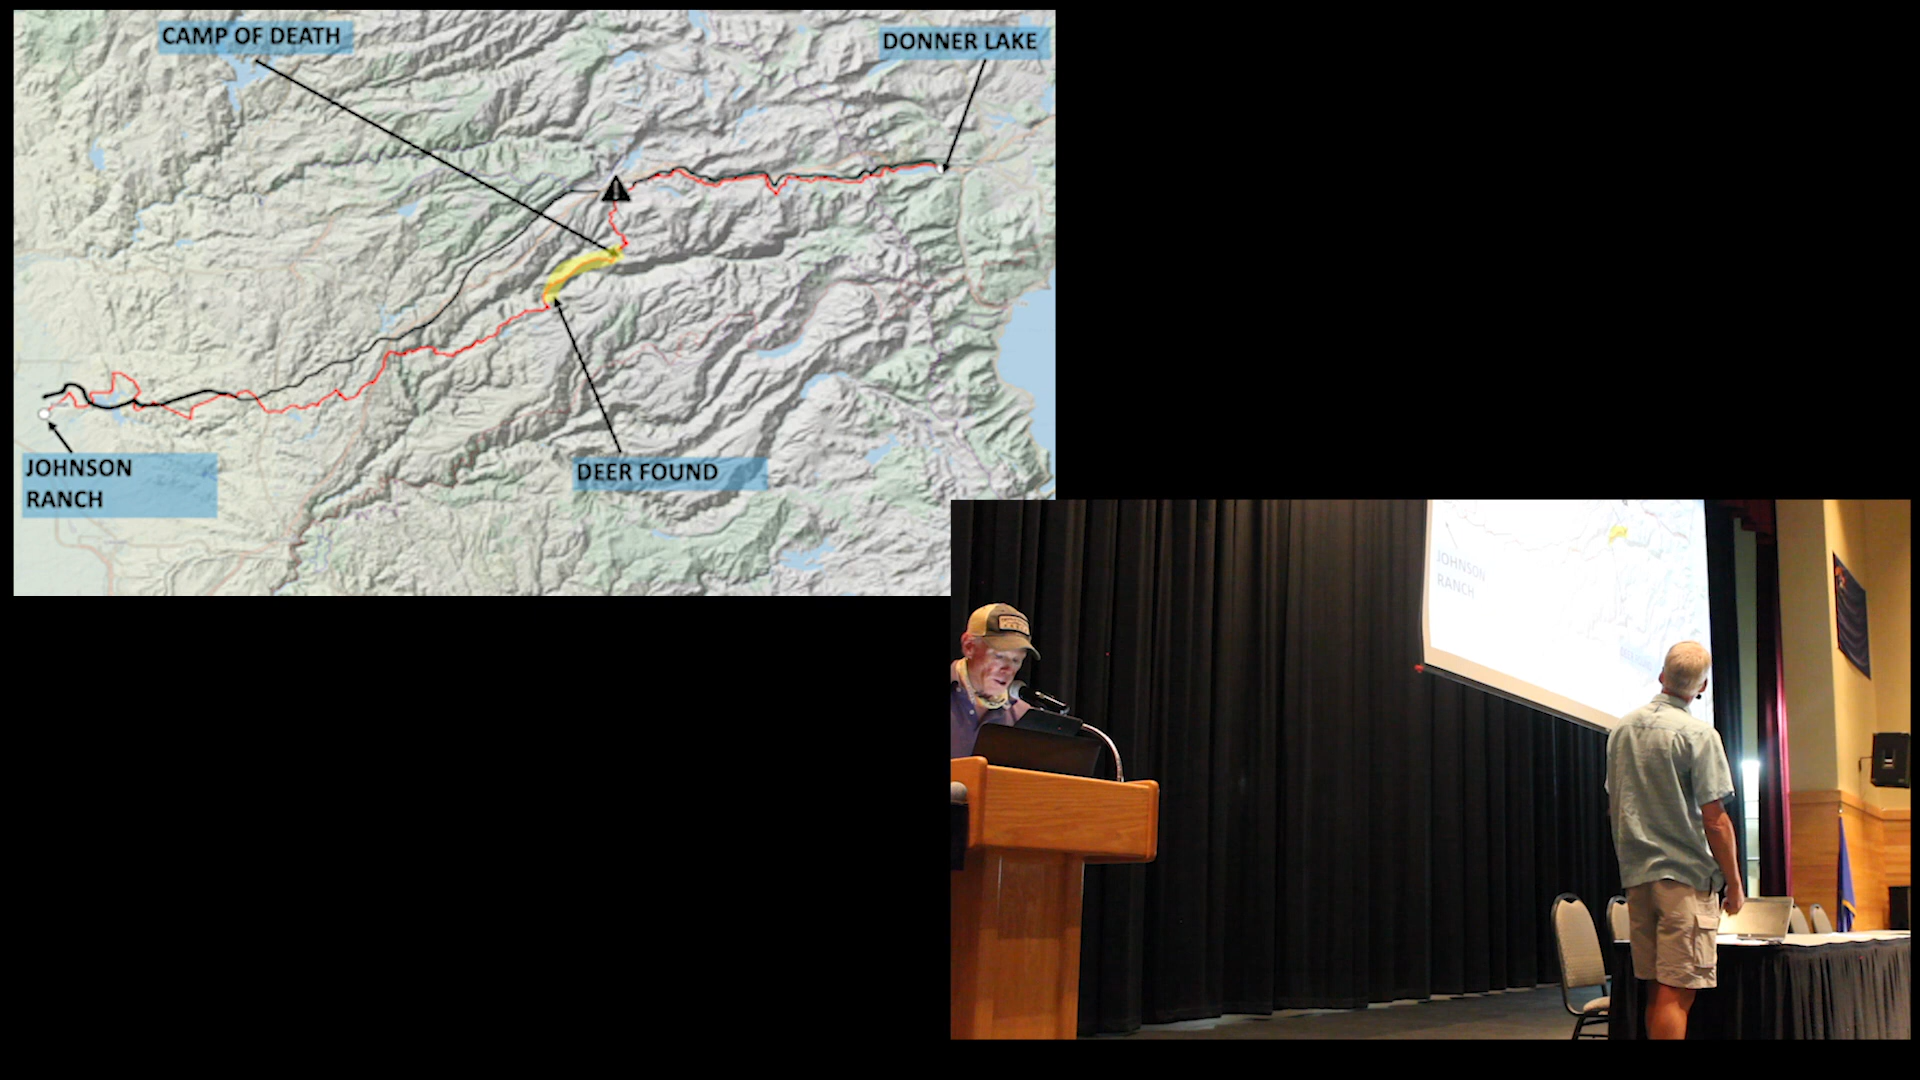 CAMP OF DEATH
DONNER LAKE
JOHNSON
RANCH
DEER FOUND
JOHNSON
RANCH